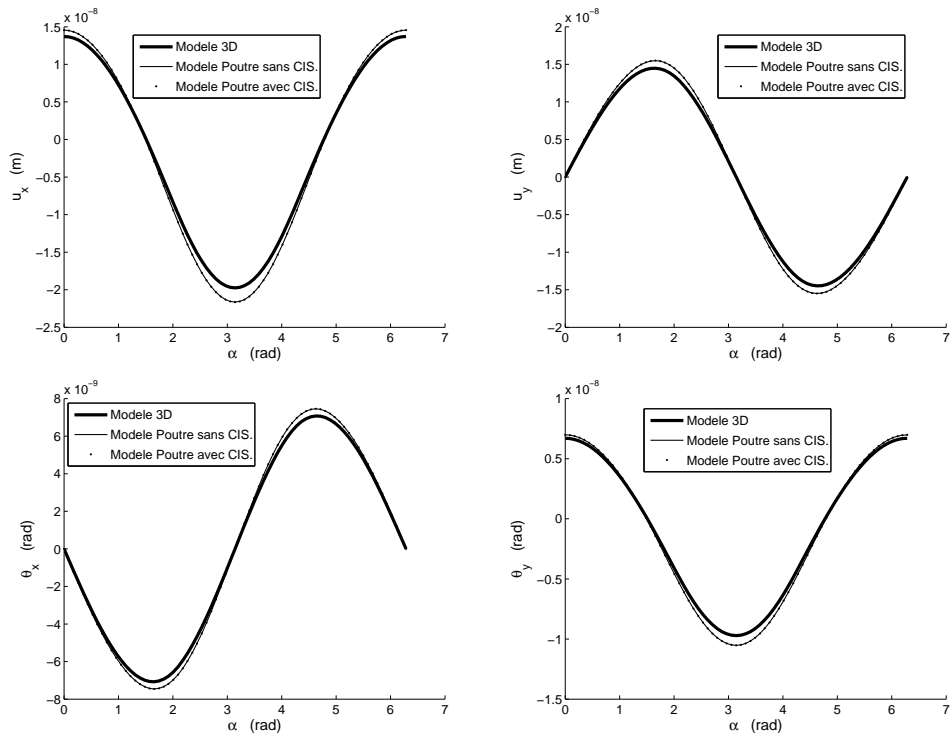 x 10⁻⁸
1.5
1
0.5
0
−0.5
−1
−1.5
−2
−2.5
0 1 2 3 4 5 6 7
u_x (m)
α (rad)
Modele 3D
Modele Poutre sans CIS.
Modele Poutre avec CIS.
x 10⁻⁸
2
1.5
1
0.5
0
−0.5
−1
−1.5
−2
0 1 2 3 4 5 6 7
u_y (m)
α (rad)
Modele 3D
Modele Poutre sans CIS.
Modele Poutre avec CIS.
x 10⁻⁹
8
6
4
2
0
−2
−4
−6
−8
0 1 2 3 4 5 6 7
θ_x (rad)
α (rad)
Modele 3D
Modele Poutre sans CIS.
Modele Poutre avec CIS.
x 10⁻⁸
1
0.5
0
−0.5
−1
−1.5
0 1 2 3 4 5 6 7
θ_y (rad)
α (rad)
Modele 3D
Modele Poutre sans CIS.
Modele Poutre avec CIS.